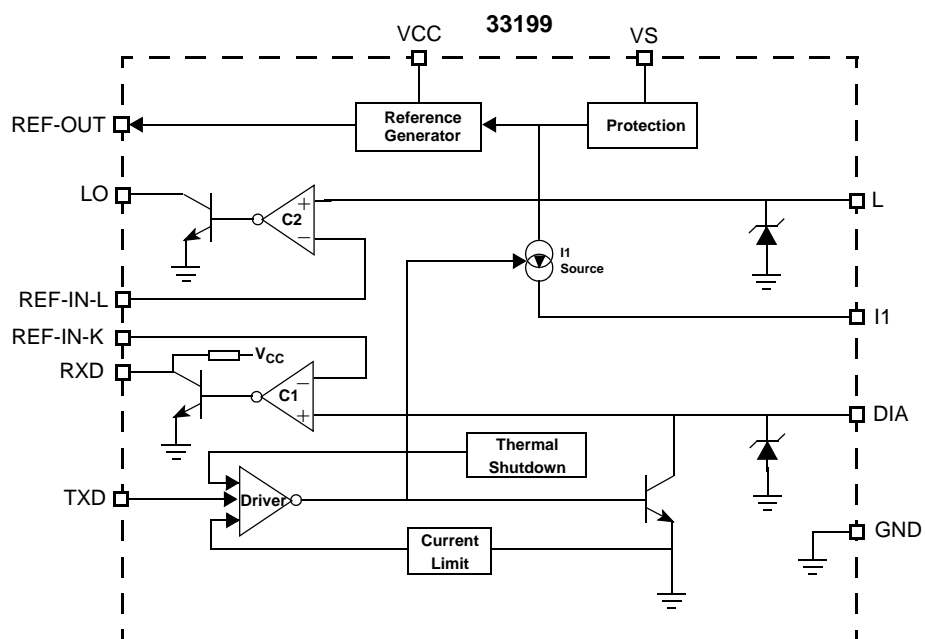 33199
VCC
VS
REF-OUT
Reference
Generator
Protection
LO
+
C2
−
L
I1
Source
REF-IN-L
REF-IN-K
I1
RXD
VCC
−
C1
+
DIA
Thermal
Shutdown
TXD
Driver
GND
Current
Limit